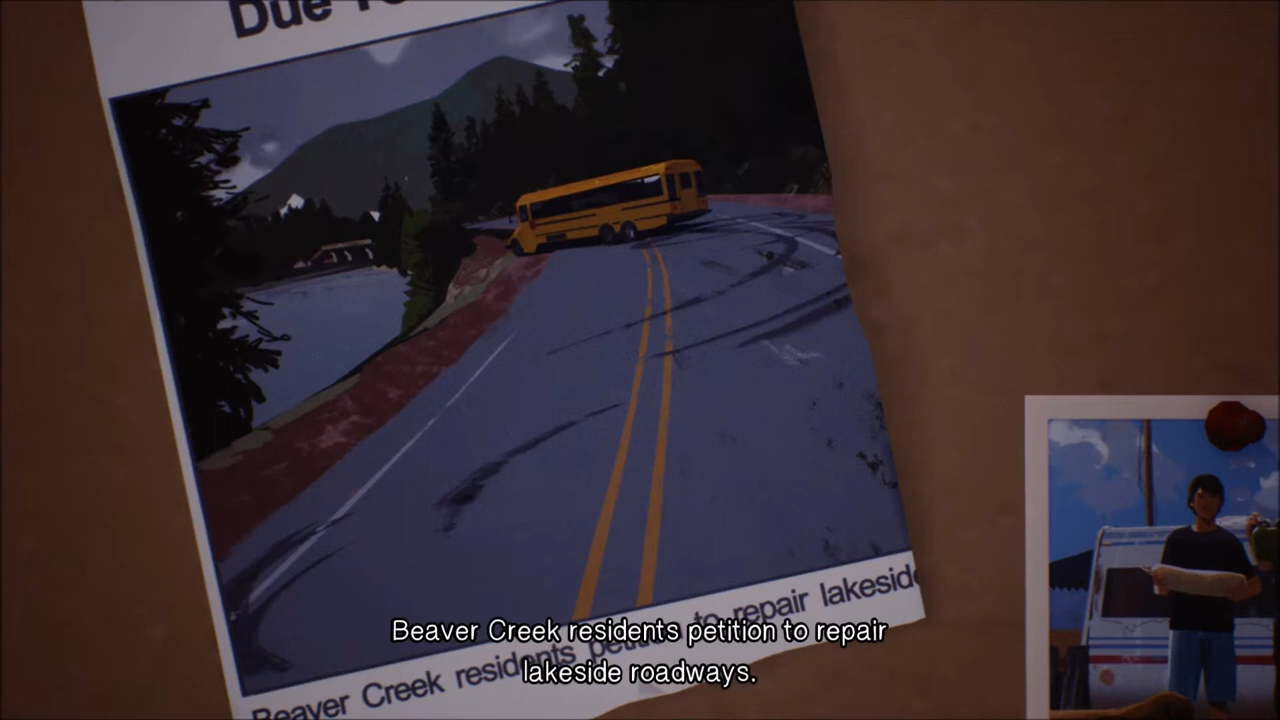 Due
Beaver Creek residents petition to repair lakeside
Beaver Creek residents petition to repair
lakeside roadways.